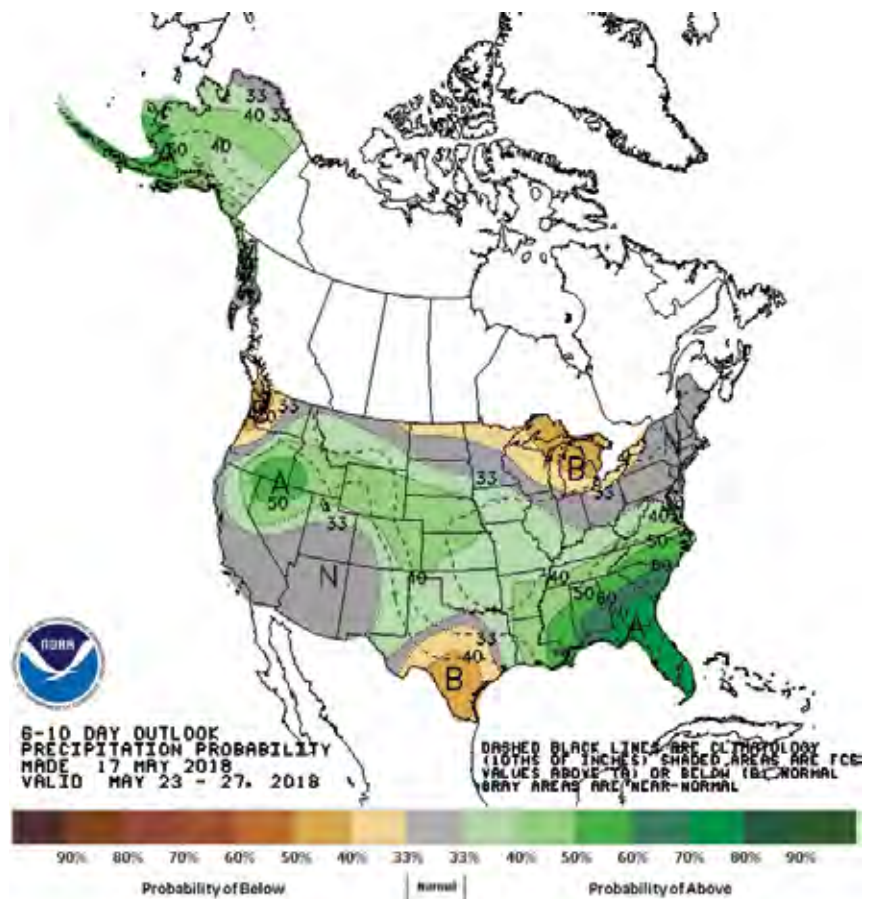 33
40 33
50 40
A
33
A
50
33
N
B
33
33
N
40
50
60
40
40
50 60
70
A
33
40
B
NOAA
6-10 DAY OUTLOOK
PRECIPITATION PROBABILITY
MADE 17 MAY 2018
VALID MAY 23 - 27, 2018
DASHED BLACK LINES ARE CLIMATOLOGY
(10THS OF INCHES) SHADED AREAS ARE FCST
VALUES ABOVE (A) OR BELOW (B) NORMAL
GRAY AREAS ARE NEAR-NORMAL
90% 80% 70% 60% 50% 40% 33% 33% 40% 50% 60% 70% 80% 90%
Probability of Below Normal Probability of Above